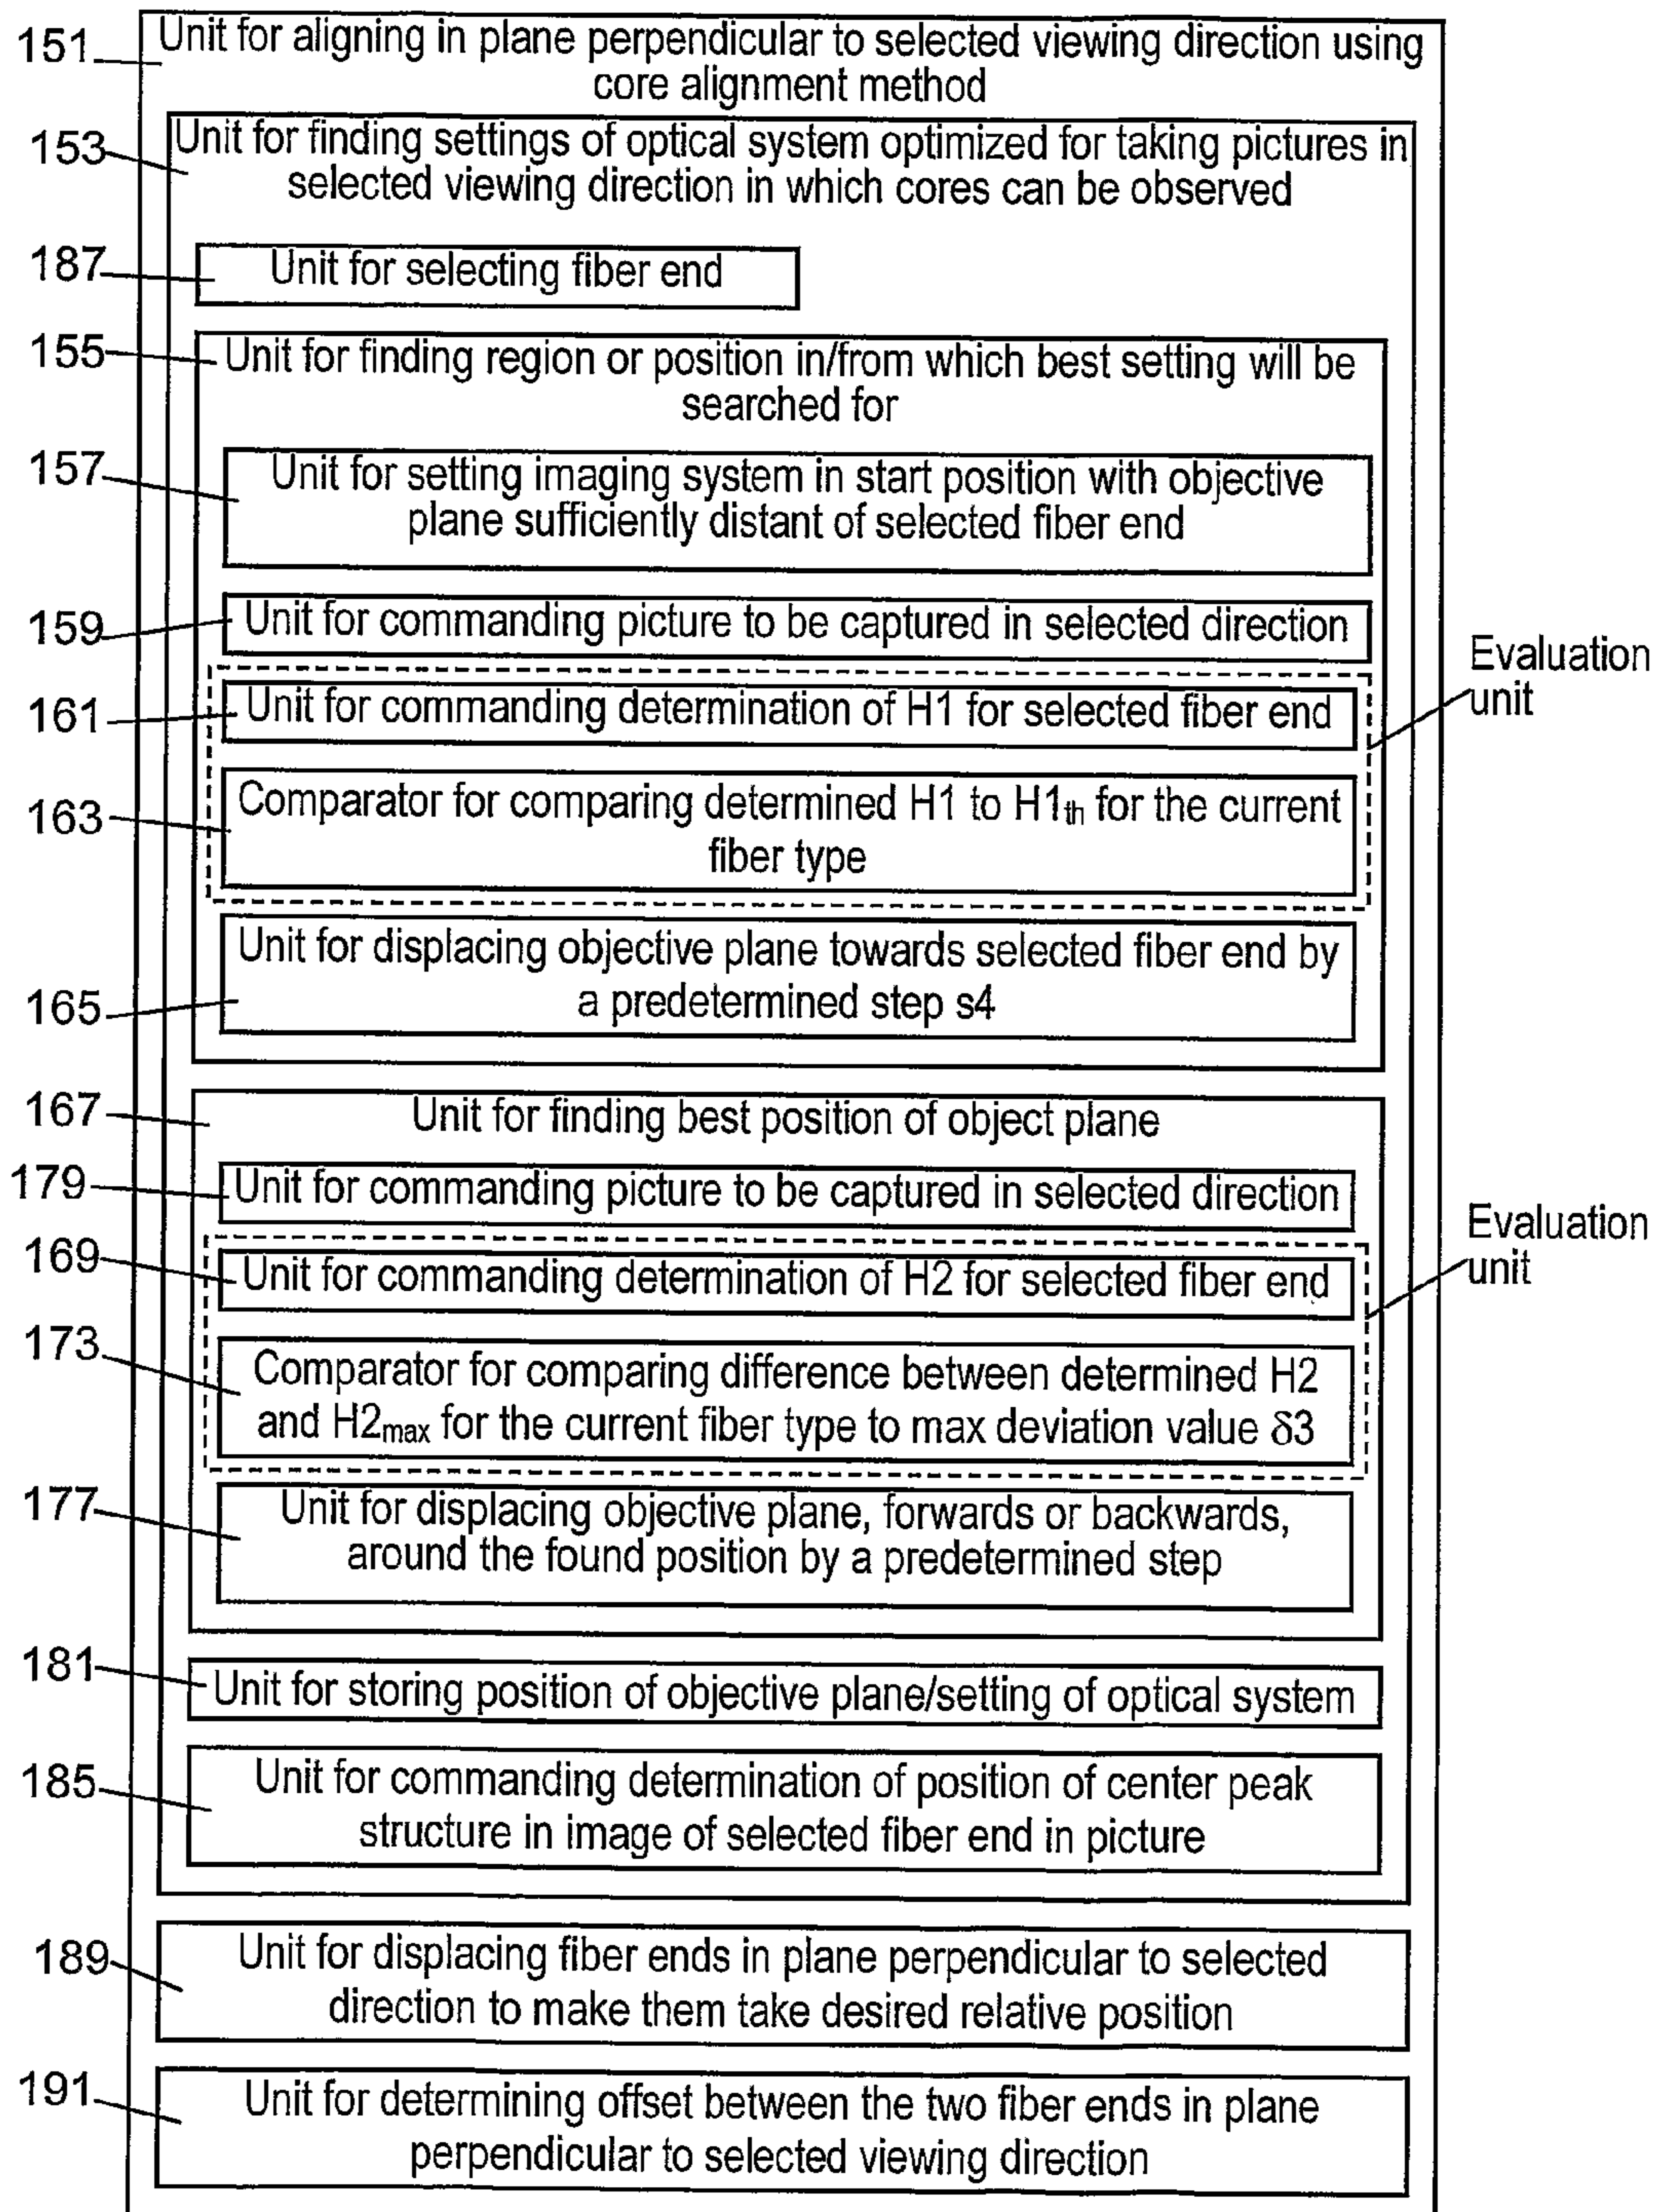 151
Unit for aligning in plane perpendicular to selected viewing direction using
core alignment method
153
Unit for finding settings of optical system optimized for taking pictures in
selected viewing direction in which cores can be observed
187
Unit for selecting fiber end
155
Unit for finding region or position in/from which best setting will be
searched for
157
Unit for setting imaging system in start position with objective
plane sufficiently distant of selected fiber end
159
Unit for commanding picture to be captured in selected direction
Evaluation
unit
161
Unit for commanding determination of H1 for selected fiber end
163
Comparator for comparing determined H1 to H1th for the current
fiber type
165
Unit for displacing objective plane towards selected fiber end by
a predetermined step s4
167
Unit for finding best position of object plane
179
Unit for commanding picture to be captured in selected direction
Evaluation
unit
169
Unit for commanding determination of H2 for selected fiber end
173
Comparator for comparing difference between determined H2
and H2max for the current fiber type to max deviation value δ3
177
Unit for displacing objective plane, forwards or backwards,
around the found position by a predetermined step
181
Unit for storing position of objective plane/setting of optical system
185
Unit for commanding determination of position of center peak
structure in image of selected fiber end in picture
189
Unit for displacing fiber ends in plane perpendicular to selected
direction to make them take desired relative position
191
Unit for determining offset between the two fiber ends in plane
perpendicular to selected viewing direction